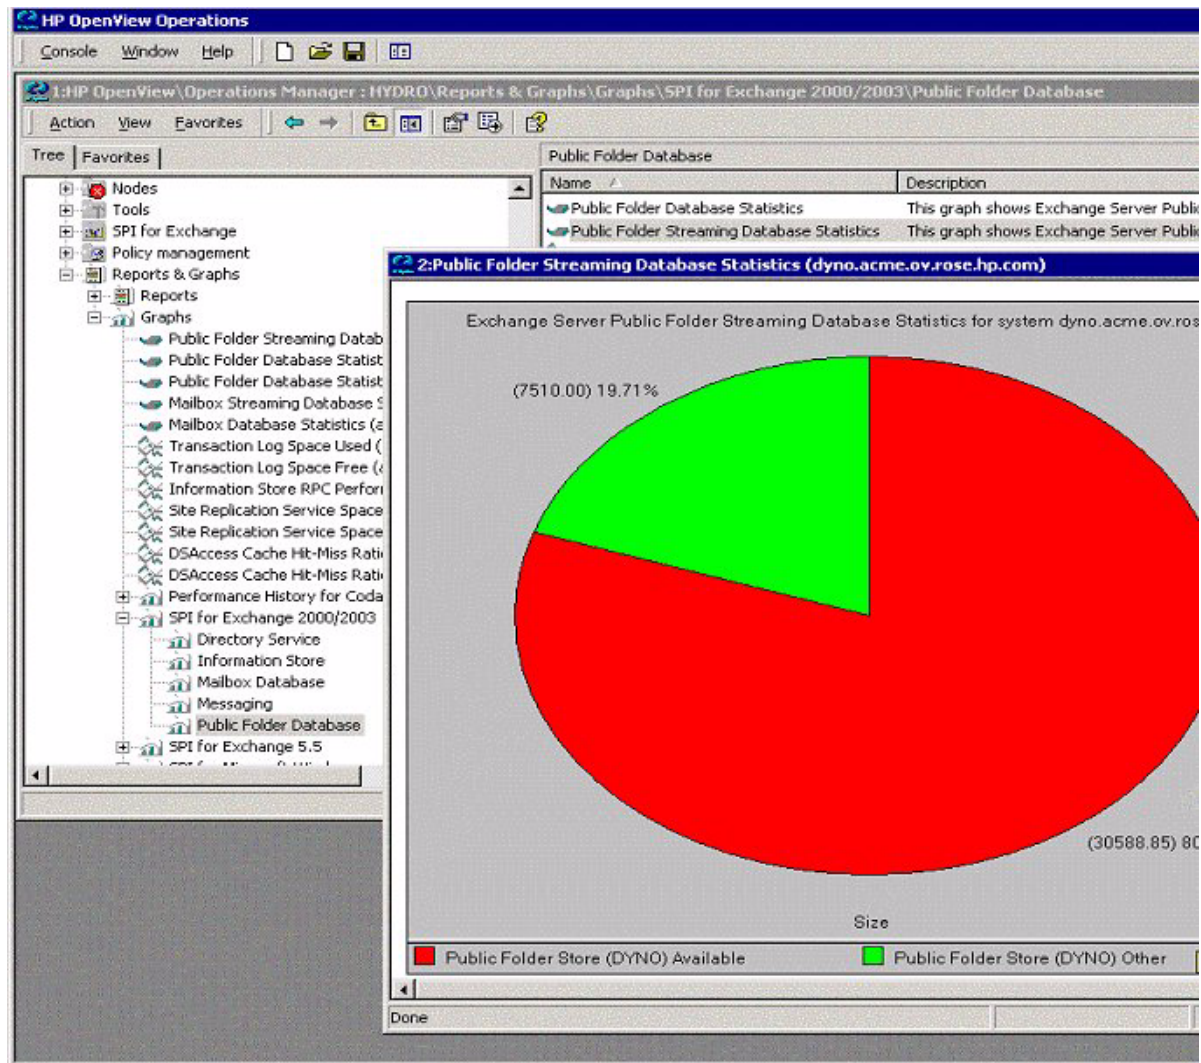 HP OpenView Operations
Console Window Help
1:HP OpenView\Operations Manager : HYDRO\Reports & Graphs\Graphs\SPI for Exchange 2000/2003\Public Folder Database
Action View Favorites
Tree Favorites
Public Folder Database
Name Description
Public Folder Database Statistics This graph shows Exchange Server Public
Public Folder Streaming Database Statistics This graph shows Exchange Server Public
Nodes
Tools
SPI for Exchange
Policy management
Reports & Graphs
Reports
Graphs
Public Folder Streaming Datab
Public Folder Database Statist
Public Folder Database Statist
Mailbox Streaming Database S
Mailbox Database Statistics (a
Transaction Log Space Used (
Transaction Log Space Free (
Information Store RPC Perfor
Site Replication Service Space
Site Replication Service Space
DSAccess Cache Hit-Miss Rati
DSAccess Cache Hit-Miss Rati
Performance History for Coda
SPI for Exchange 2000/2003
Directory Service
Information Store
Mailbox Database
Messaging
Public Folder Database
SPI for Exchange 5.5
2:Public Folder Streaming Database Statistics (dyno.acme.ov.rose.hp.com)
Exchange Server Public Folder Streaming Database Statistics for system dyno.acme.ov.ros
(7510.00) 19.71%
(30588.85) 80
Size
Public Folder Store (DYNO) Available
Public Folder Store (DYNO) Other
Done